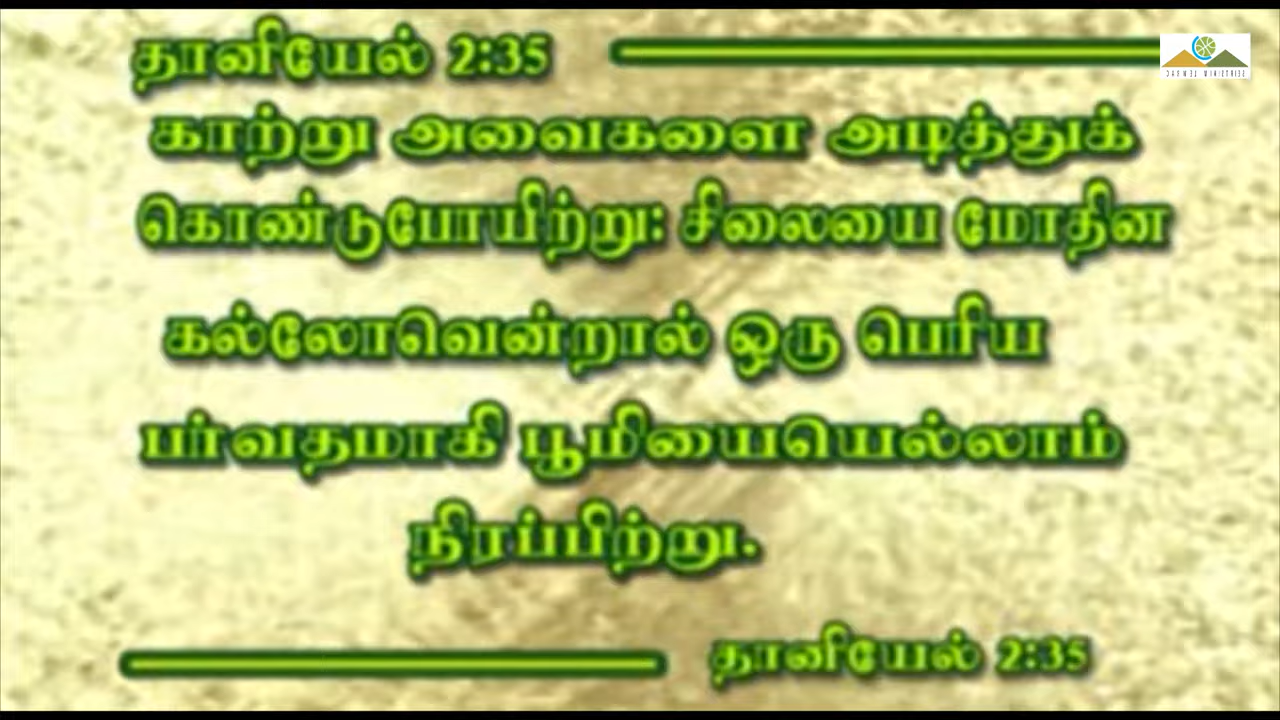 தானியேல் 2:35
காற்று அவைகளை அடித்துக்
கொண்டுபோயிற்று: சிலையை மோதின
கல்லோவென்றால் ஒரு பெரிய
பர்வதமாகி பூமியையெல்லாம்
நிரப்பிற்று.
தானியேல் 2:35